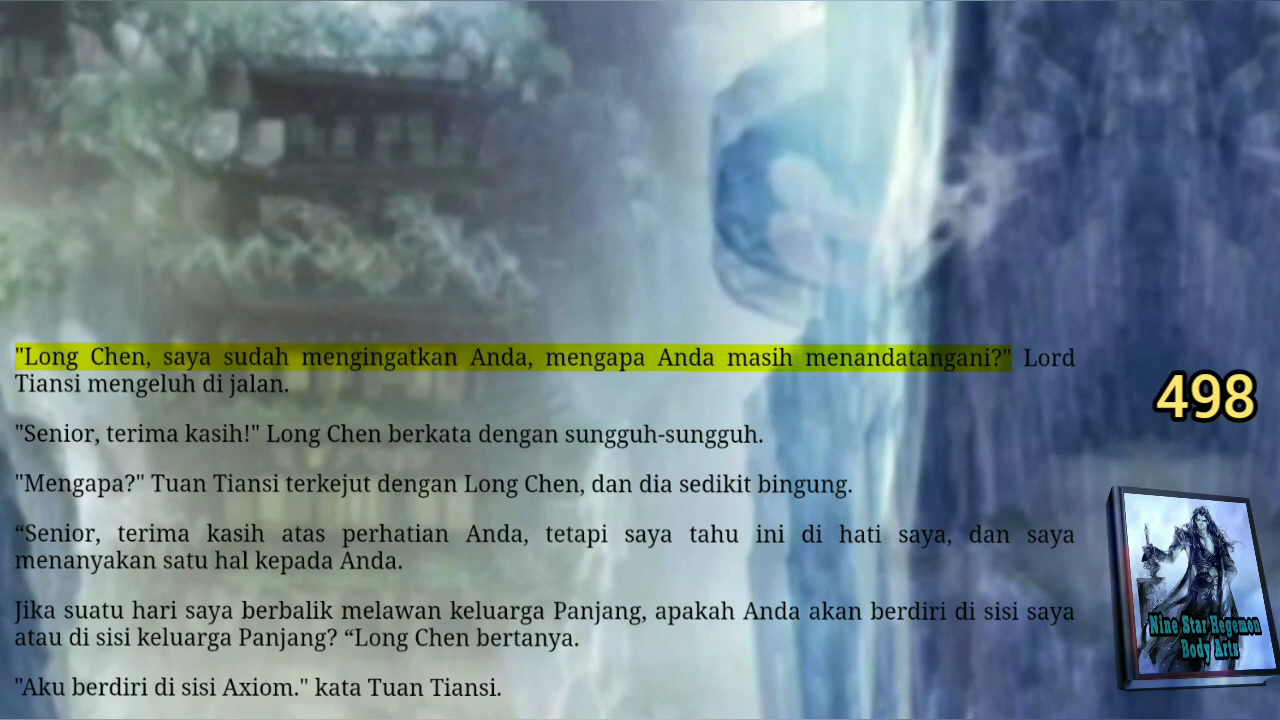 "Long Chen, saya sudah mengingatkan Anda, mengapa Anda masih menandatangani?" Lord
Tiansi mengeluh di jalan.
"Senior, terima kasih!" Long Chen berkata dengan sungguh-sungguh.
"Mengapa?" Tuan Tiansi terkejut dengan Long Chen, dan dia sedikit bingung.
“Senior, terima kasih atas perhatian Anda, tetapi saya tahu ini di hati saya, dan saya
menanyakan satu hal kepada Anda.
Jika suatu hari saya berbalik melawan keluarga Panjang, apakah Anda akan berdiri di sisi saya
atau di sisi keluarga Panjang? “Long Chen bertanya.
"Aku berdiri di sisi Axiom." kata Tuan Tiansi.
498
Nine Star Hegemon
Body Arts